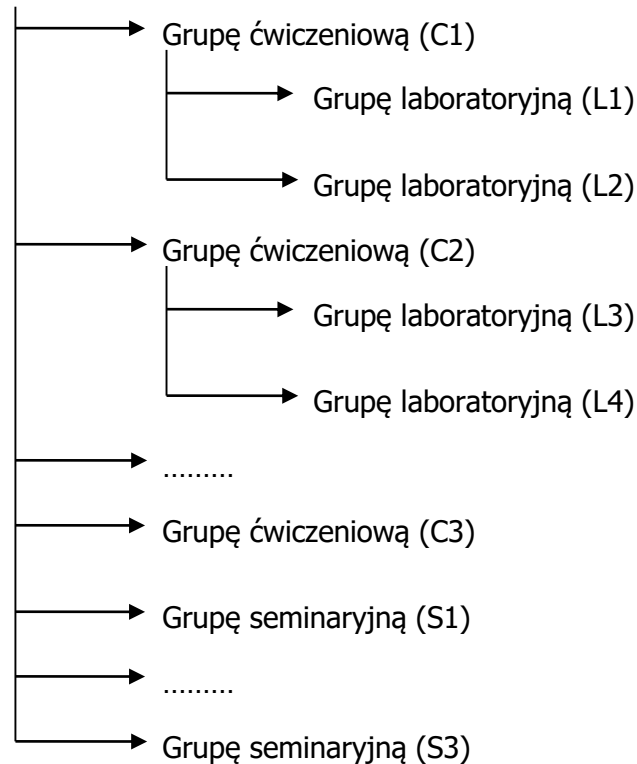 Grupę ćwiczeniową (C1)
Grupę laboratoryjną (L1)
Grupę laboratoryjną (L2)
Grupę ćwiczeniową (C2)
Grupę laboratoryjną (L3)
Grupę laboratoryjną (L4)
.........
Grupę ćwiczeniową (C3)
Grupę seminaryjną (S1)
.........
Grupę seminaryjną (S3)